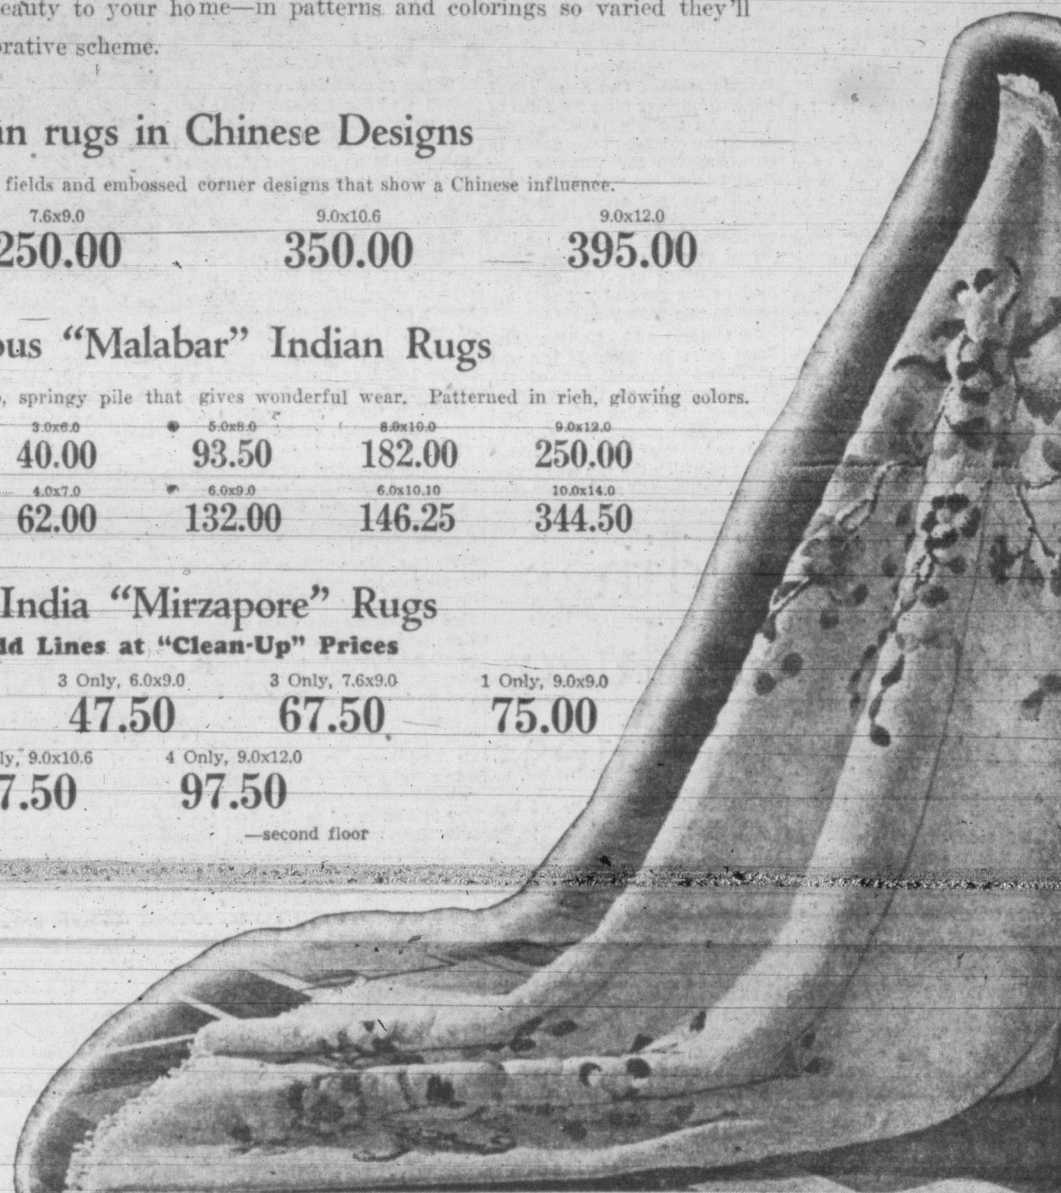 beauty to your home—in patterns and colorings so varied they'll
orative scheme.
in rugs in Chinese Designs
fields and embossed corner designs that show a Chinese influence.
7.6x9.0 9.0x10.6 9.0x12.0
250.00 350.00 395.00
ous “Malabar” Indian Rugs
, springy pile that gives wonderful wear. Patterned in rich, glowing colors.
3.0x6.0 5.0x8.0 8.0x10.0 9.0x12.0
40.00 93.50 182.00 250.00
4.0x7.0 6.0x9.0 6.0x10.10 10.0x14.0
62.00 132.00 146.25 344.50
India “Mirzapore” Rugs
dd Lines at “Clean-Up” Prices
3 Only, 6.0x9.0 3 Only, 7.6x9.0 1 Only, 9.0x9.0
47.50 67.50 75.00
ly, 9.0x10.6 4 Only, 9.0x12.0
7.50 97.50
—second floor